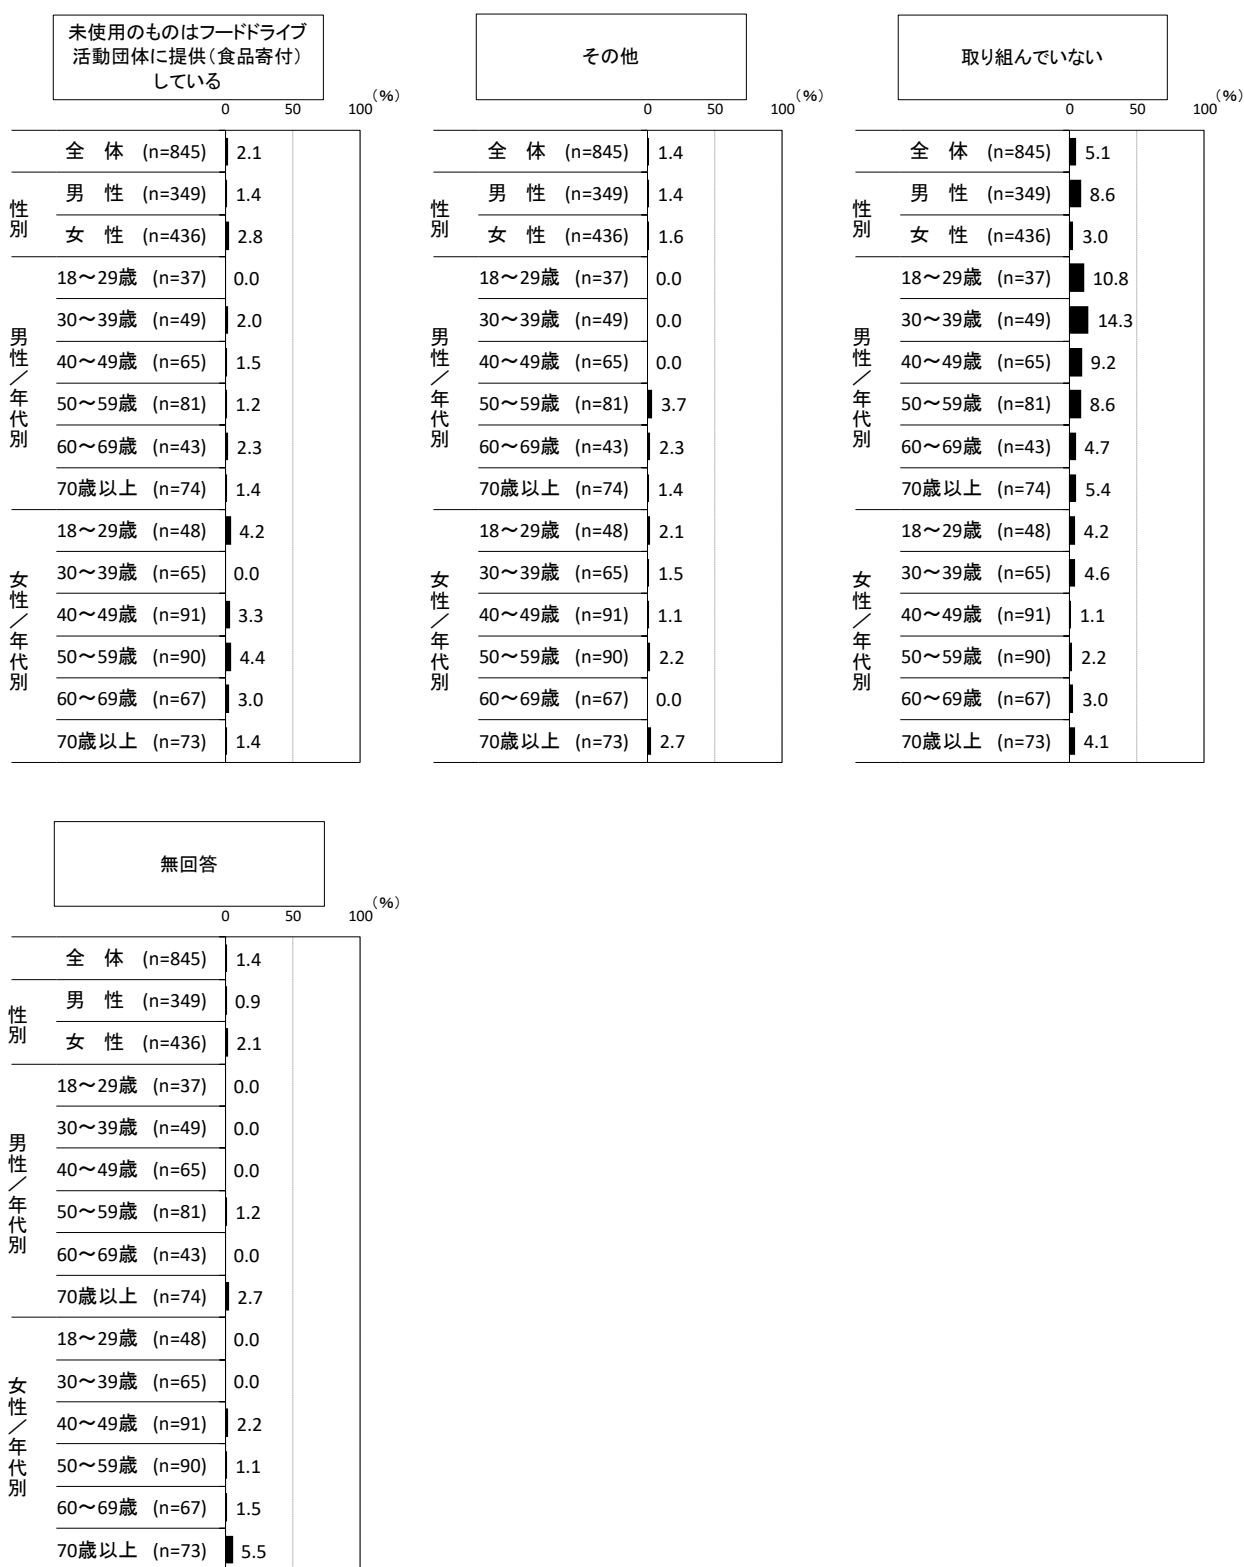 未使用のものはフードドライブ
活動団体に提供（食品寄付）
している
0 50 100（％）
全　体 (n=845) 2.1
性別
男　性 (n=349) 1.4
女　性 (n=436) 2.8
男性／年代別
18～29歳 (n=37) 0.0
30～39歳 (n=49) 2.0
40～49歳 (n=65) 1.5
50～59歳 (n=81) 1.2
60～69歳 (n=43) 2.3
70歳以上 (n=74) 1.4
女性／年代別
18～29歳 (n=48) 4.2
30～39歳 (n=65) 0.0
40～49歳 (n=91) 3.3
50～59歳 (n=90) 4.4
60～69歳 (n=67) 3.0
70歳以上 (n=73) 1.4
その他
0 50 100（％）
全　体 (n=845) 1.4
性別
男　性 (n=349) 1.4
女　性 (n=436) 1.6
男性／年代別
18～29歳 (n=37) 0.0
30～39歳 (n=49) 0.0
40～49歳 (n=65) 0.0
50～59歳 (n=81) 3.7
60～69歳 (n=43) 2.3
70歳以上 (n=74) 1.4
女性／年代別
18～29歳 (n=48) 2.1
30～39歳 (n=65) 1.5
40～49歳 (n=91) 1.1
50～59歳 (n=90) 2.2
60～69歳 (n=67) 0.0
70歳以上 (n=73) 2.7
取り組んでいない
0 50 100（％）
全　体 (n=845) 5.1
性別
男　性 (n=349) 8.6
女　性 (n=436) 3.0
男性／年代別
18～29歳 (n=37) 10.8
30～39歳 (n=49) 14.3
40～49歳 (n=65) 9.2
50～59歳 (n=81) 8.6
60～69歳 (n=43) 4.7
70歳以上 (n=74) 5.4
女性／年代別
18～29歳 (n=48) 4.2
30～39歳 (n=65) 4.6
40～49歳 (n=91) 1.1
50～59歳 (n=90) 2.2
60～69歳 (n=67) 3.0
70歳以上 (n=73) 4.1
無回答
0 50 100（％）
全　体 (n=845) 1.4
性別
男　性 (n=349) 0.9
女　性 (n=436) 2.1
男性／年代別
18～29歳 (n=37) 0.0
30～39歳 (n=49) 0.0
40～49歳 (n=65) 0.0
50～59歳 (n=81) 1.2
60～69歳 (n=43) 0.0
70歳以上 (n=74) 2.7
女性／年代別
18～29歳 (n=48) 0.0
30～39歳 (n=65) 0.0
40～49歳 (n=91) 2.2
50～59歳 (n=90) 1.1
60～69歳 (n=67) 1.5
70歳以上 (n=73) 5.5